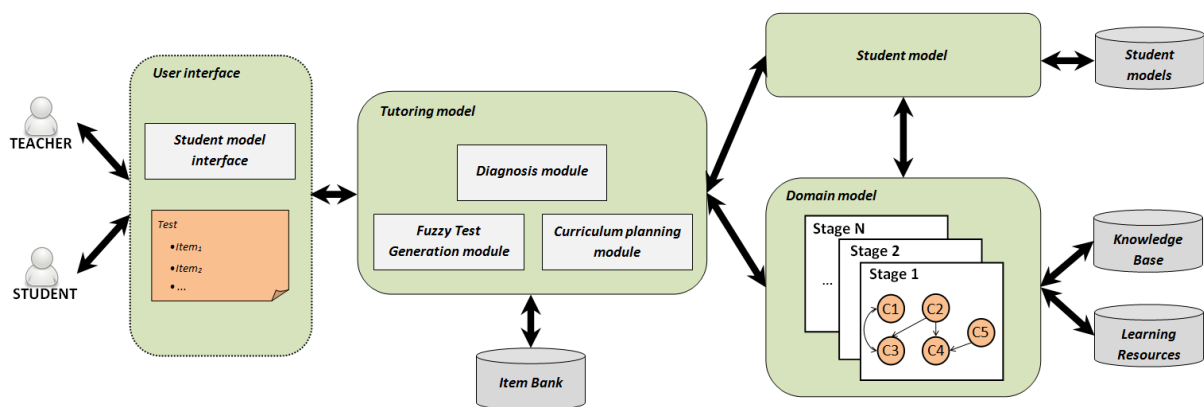 User interface
TEACHER
Student model
interface
Test
•Item₁
•Item₂
• ...
STUDENT
Tutoring model
Diagnosis module
Fuzzy Test
Generation module
Curriculum planning
module
Item Bank
Student model
Student
models
Domain model
Stage N
...
Stage 2
Stage 1
C1
C2
C5
C3
C4
Knowledge
Base
Learning
Resources